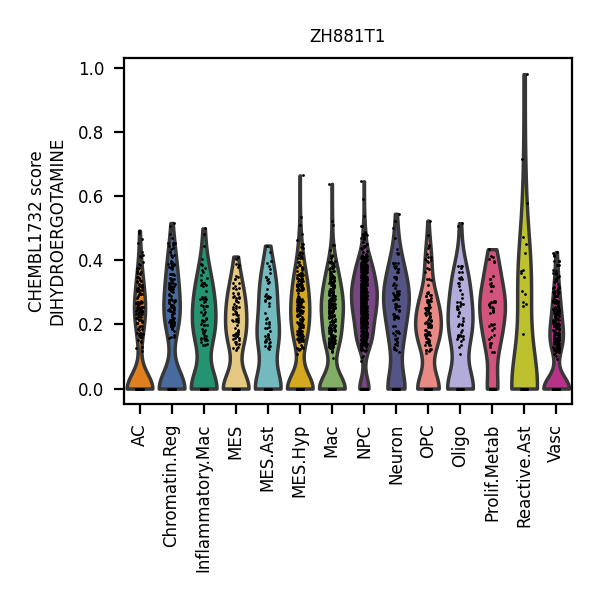 ZH881T1
CHEMBL1732 score
DIHYDROERGOTAMINE
1.0
0.8
0.6
0.4
0.2
0.0
AC
Chromatin.Reg
Inflammatory.Mac
MES
MES.Ast
MES.Hyp
Mac
NPC
Neuron
OPC
Oligo
Prolif.Metab
Reactive.Ast
Vasc